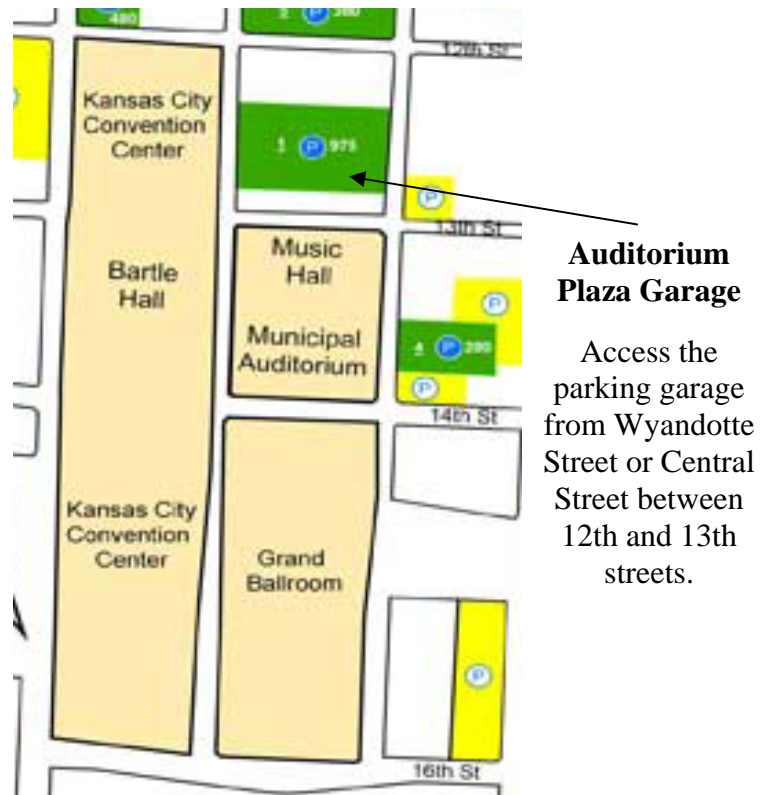 480
P 380
12th St
Kansas City
Convention
Center
P 975
P
13th St
Music
Hall
Bartle
Hall
Municipal
Auditorium
P
P
P
14th St
Kansas City
Convention
Center
Grand
Ballroom
P
16th St
Auditorium
Plaza Garage
Access the
parking garage
from Wyandotte
Street or Central
Street between
12th and 13th
streets.